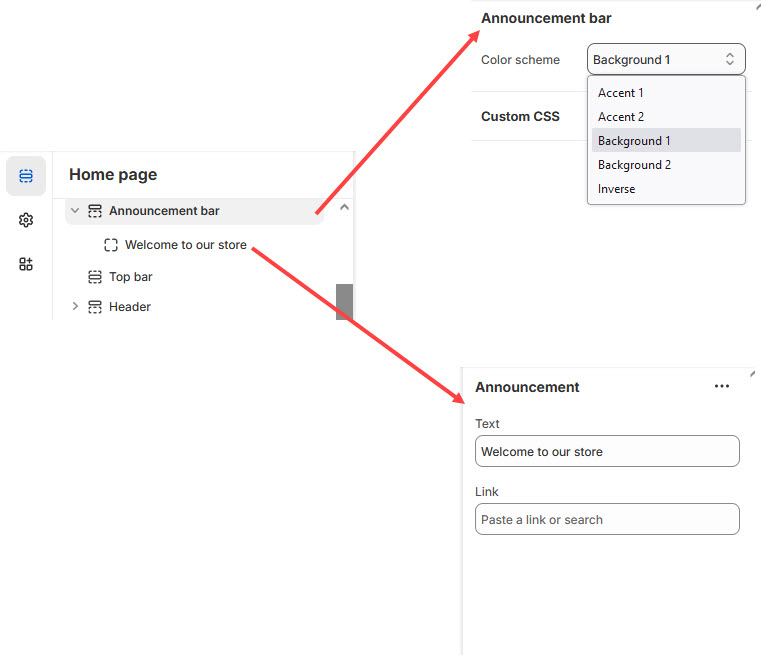 Announcement bar
Color scheme
Background 1
Accent 1
Accent 2
Background 1
Background 2
Inverse
Custom CSS
Home page
Announcement bar
Welcome to our store
Top bar
Header
Announcement
Text
Welcome to our store
Link
Paste a link or search